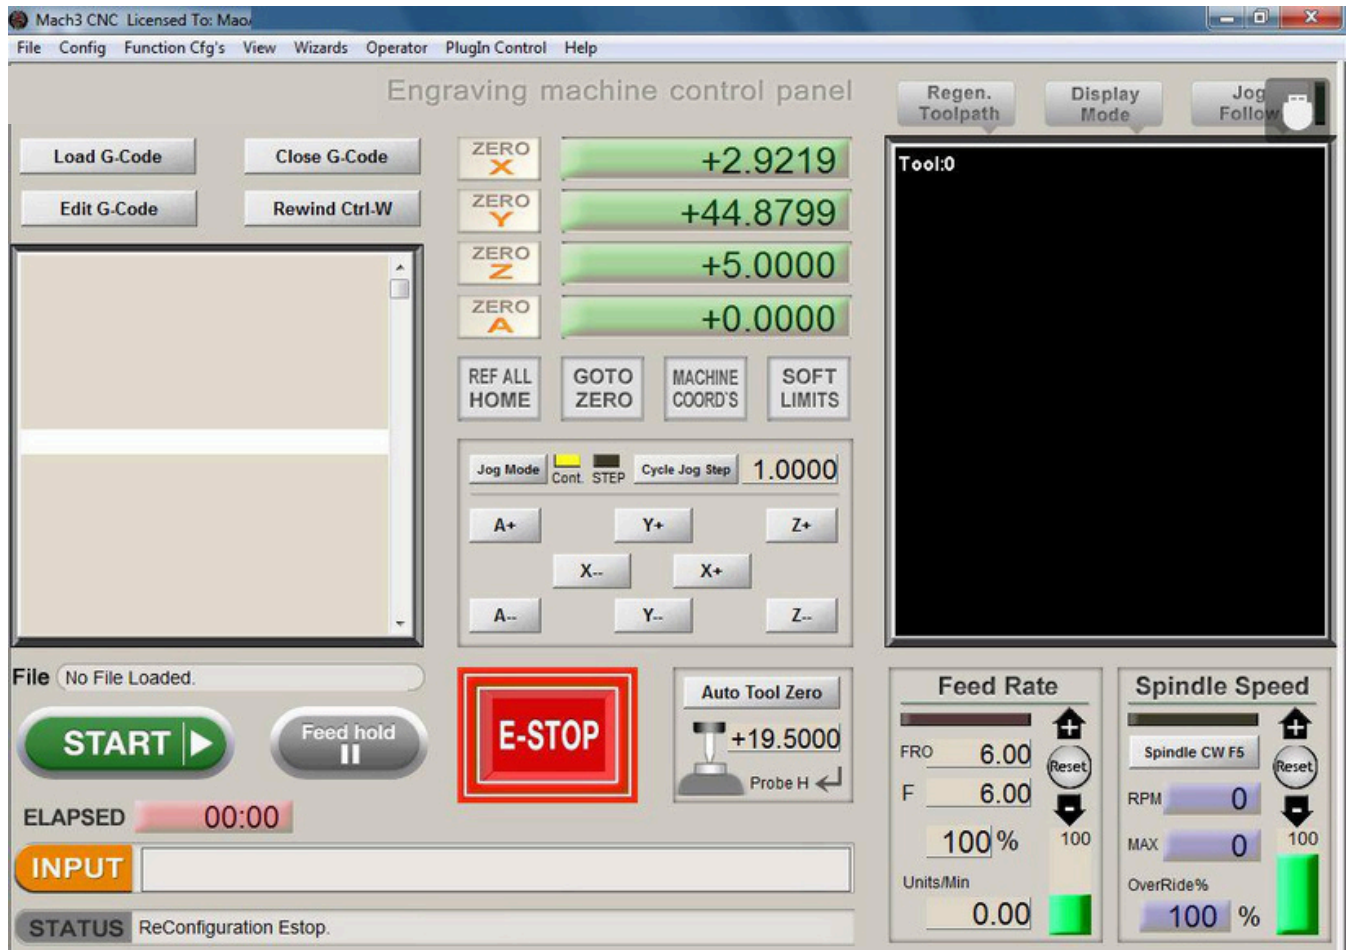 Mach3 CNC Licensed To: Mao
File Config Function Cfg's View Wizards Operator PlugIn Control Help
Engraving machine control panel
Regen.
Toolpath
Display
Mode
Jog
Follow
Load G-Code
Close G-Code
Edit G-Code
Rewind Ctrl-W
ZERO
X
+2.9219
ZERO
Y
+44.8799
ZERO
Z
+5.0000
ZERO
A
+0.0000
Tool:0
REF ALL
HOME
GOTO
ZERO
MACHINE
COORD'S
SOFT
LIMITS
Jog Mode
Cont.
STEP
Cycle Jog Step
1.0000
A+
Y+
Z+
X--
X+
A--
Y--
Z--
File No File Loaded.
START
Feed hold
ELAPSED 00:00
E-STOP
Auto Tool Zero
+19.5000
Probe H
Feed Rate
FRO 6.00
Reset
F 6.00
100 %
100
Units/Min
0.00
Spindle Speed
Spindle CW F5
Reset
RPM 0
MAX 0
100
OverRide%
100 %
INPUT
STATUS ReConfiguration Estop.